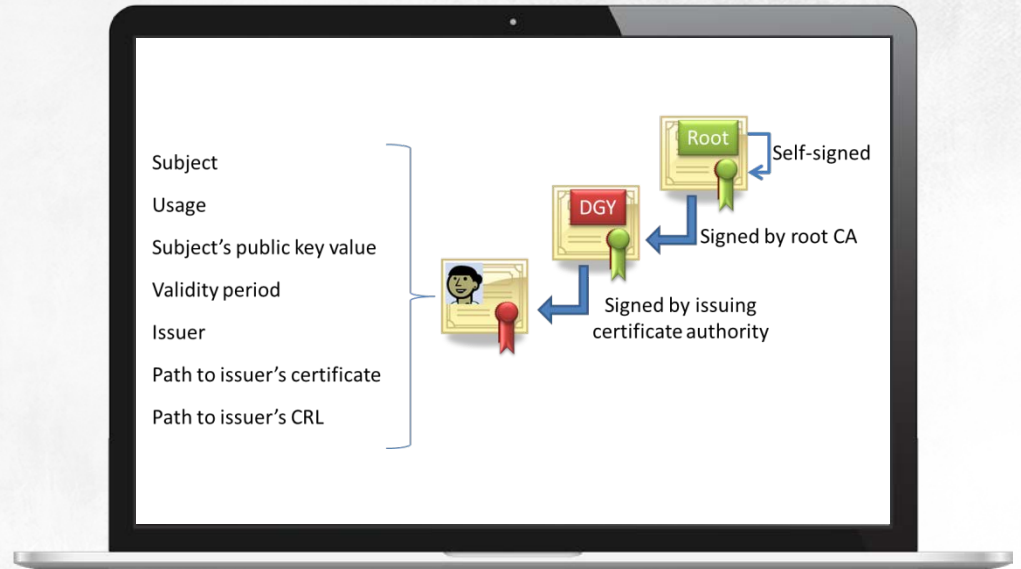 Subject
Usage
Subject's public key value
Validity period
Issuer
Path to issuer's certificate
Path to issuer's CRL
Root
Self-signed
DGY
Signed by root CA
Signed by issuing
certificate authority